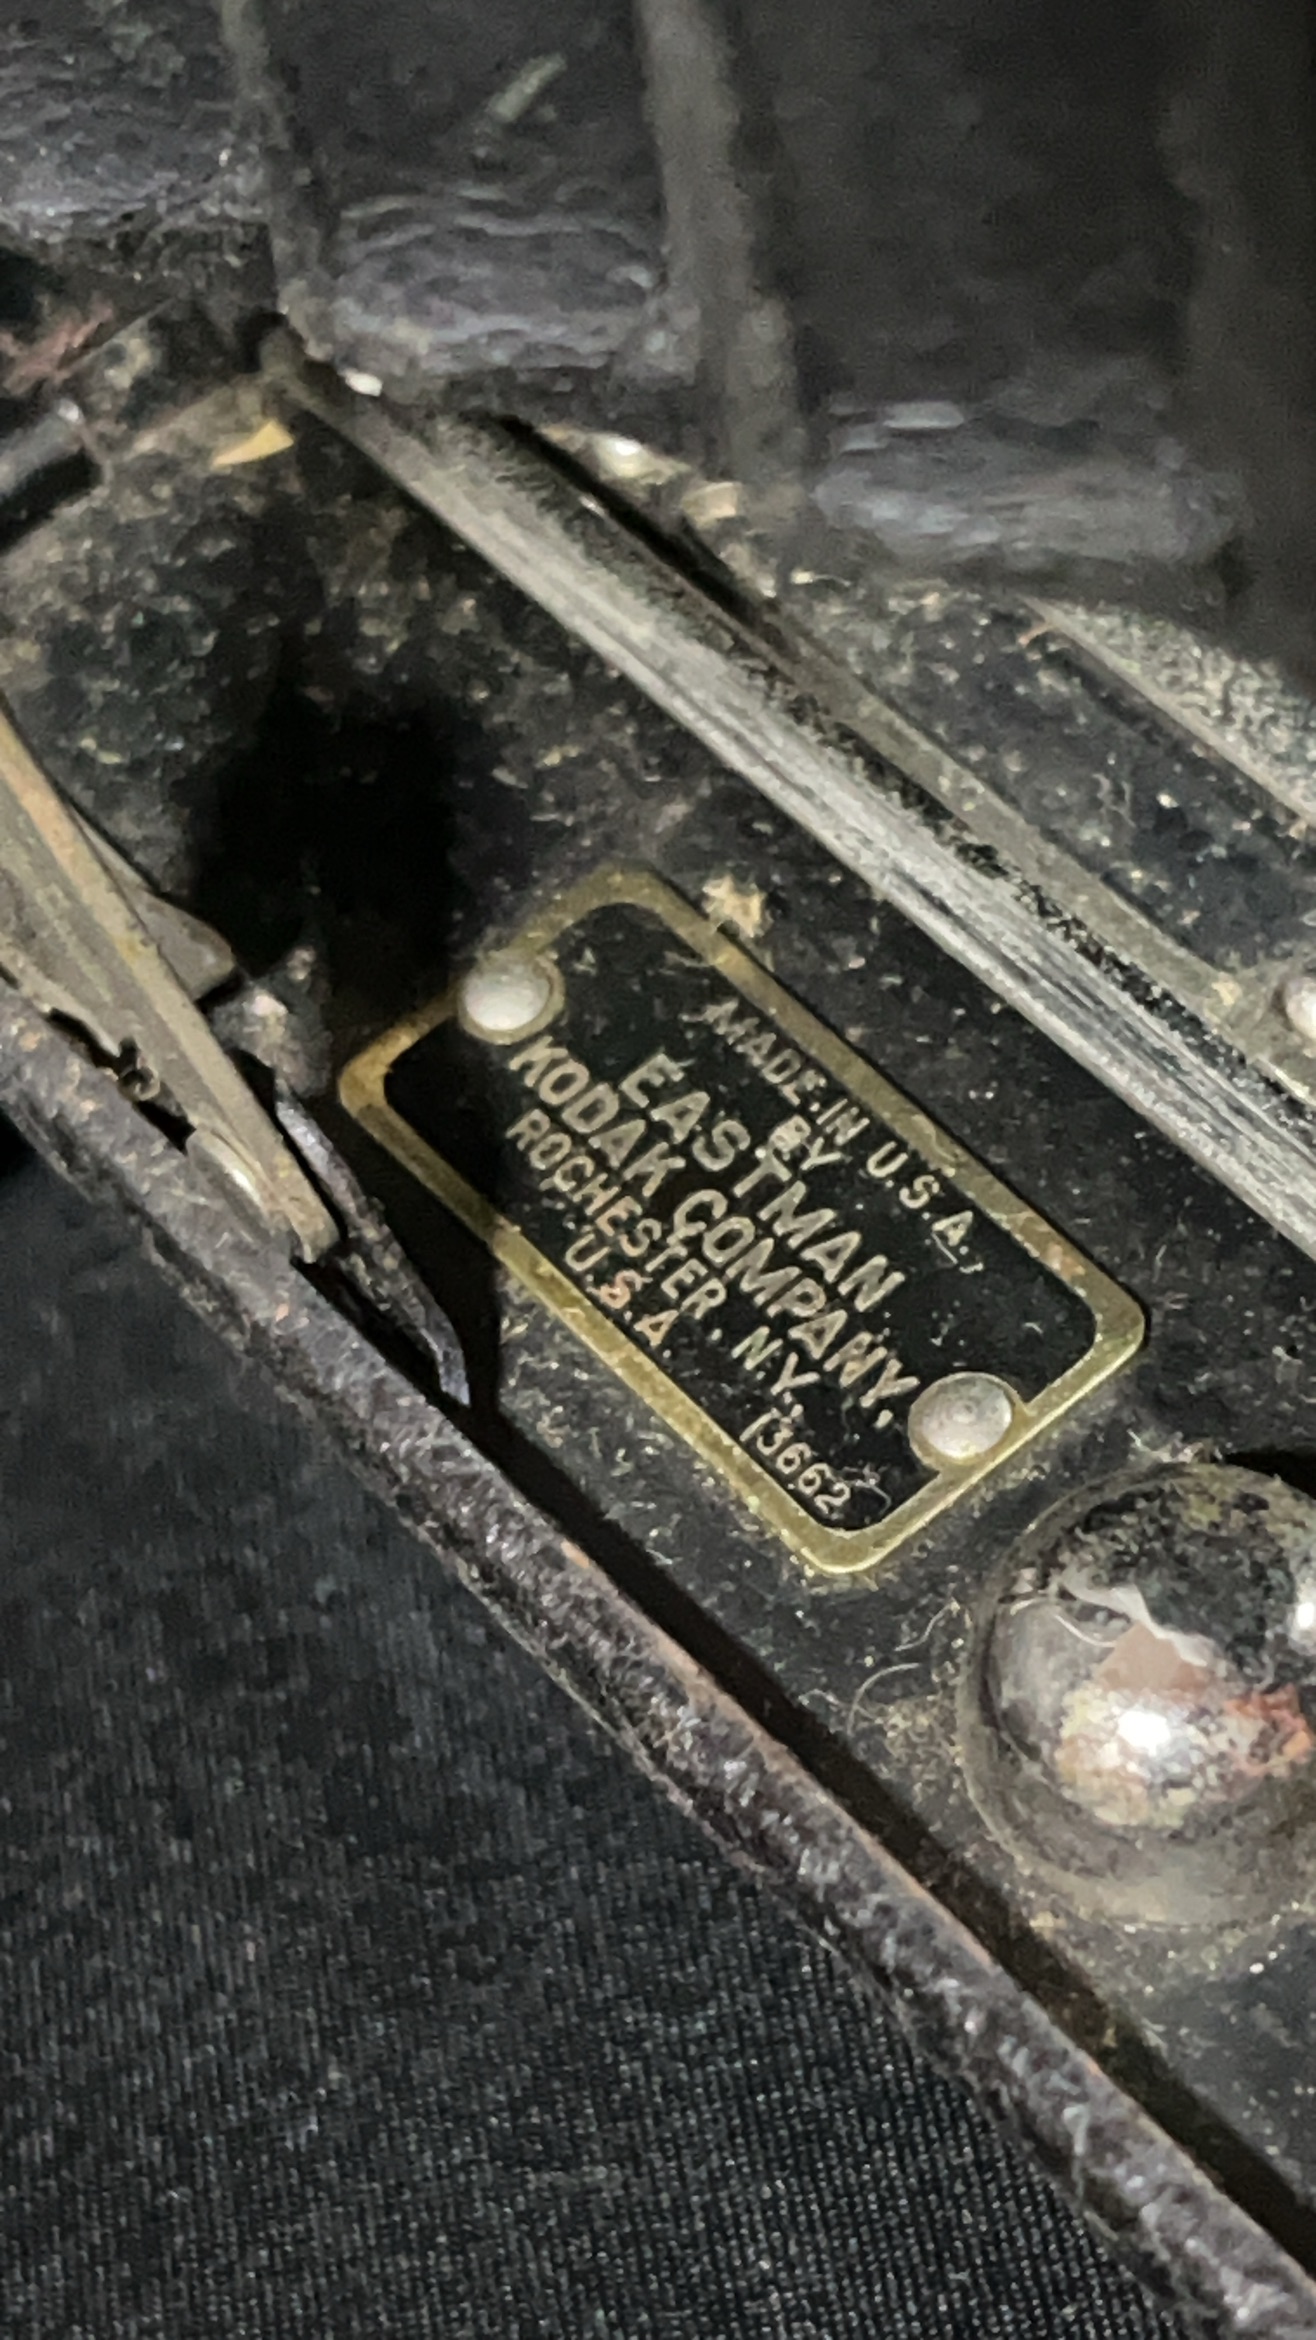 MADE IN U.S.A.,
BY
EASTMAN
KODAK COMPANY,
ROCHESTER, N.Y.,
U.S.A. 13662